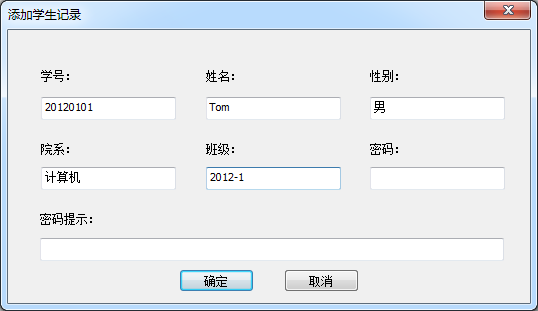 添加学生记录
学号： 姓名： 性别：
20120101 Tom 男
院系： 班级： 密码：
计算机 2012-1
密码提示：
确定 取消